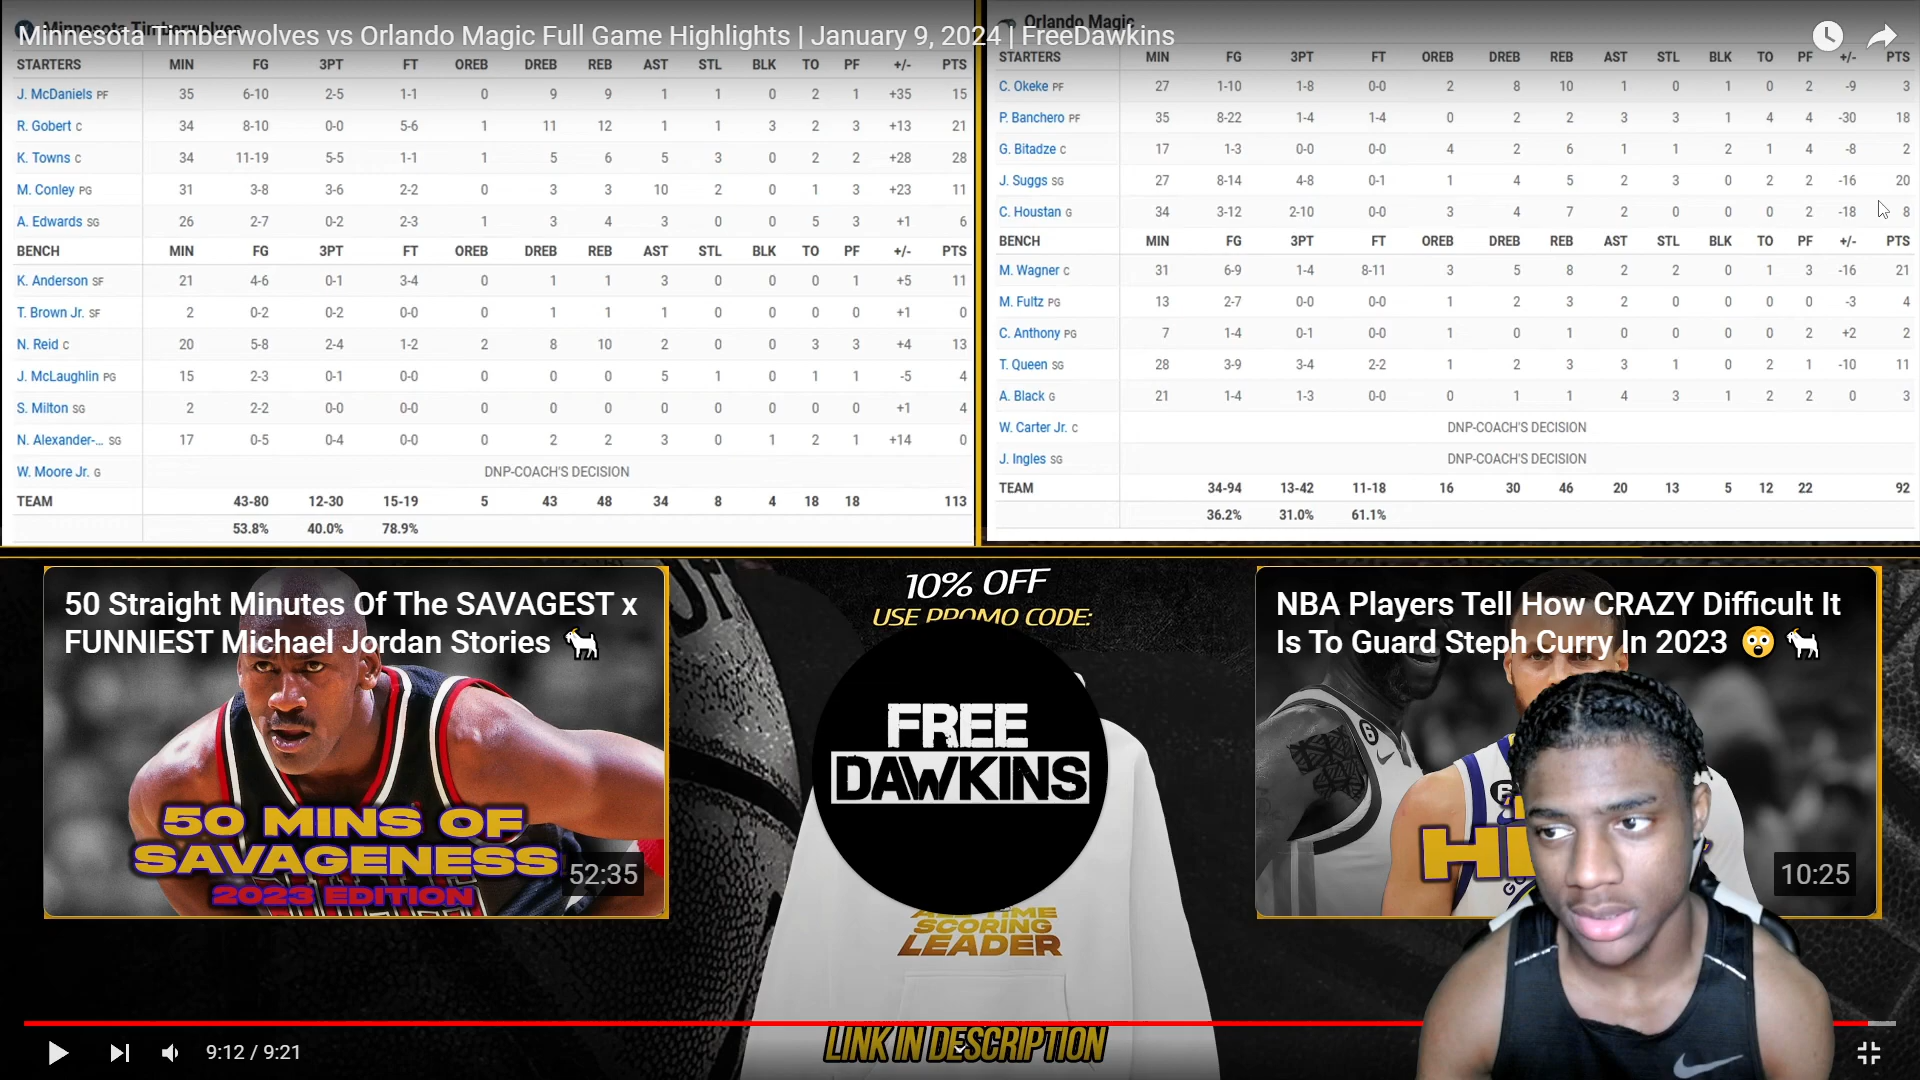 Minnesota Timberwolves
Orlando Magic
Minnesota Timberwolves vs Orlando Magic Full Game Highlights | January 9, 2024 | FreeDawkins
STARTERS MIN FG 3PT FT OREB DREB REB AST STL BLK TO PF +/- PTS
J. McDaniels PF 35 6-10 2-5 1-1 0 9 9 1 1 0 2 1 +35 15
R. Gobert C 34 8-10 0-0 5-6 1 11 12 1 1 3 2 3 +13 21
K. Towns C 34 11-19 5-5 1-1 1 5 6 5 3 0 2 2 +28 28
M. Conley PG 31 3-8 3-6 2-2 0 3 3 10 2 0 1 3 +23 11
A. Edwards SG 26 2-7 0-2 2-3 1 3 4 3 0 0 5 3 +1 6
BENCH MIN FG 3PT FT OREB DREB REB AST STL BLK TO PF +/- PTS
K. Anderson SF 21 4-6 0-1 3-4 0 1 1 3 0 0 0 1 +5 11
T. Brown Jr. SF 2 0-2 0-2 0-0 0 1 1 1 0 0 0 0 +1 0
N. Reid C 20 5-8 2-4 1-2 2 8 10 2 0 0 3 3 +4 13
J. McLaughlin PG 15 2-3 0-1 0-0 0 0 0 5 1 0 1 1 -5 4
S. Milton SG 2 2-2 0-0 0-0 0 0 0 0 0 0 0 0 +1 4
N. Alexander-... SG 17 0-5 0-4 0-0 0 2 2 3 0 1 2 1 +14 0
W. Moore Jr. G DNP-COACH'S DECISION
TEAM 43-80 12-30 15-19 5 43 48 34 8 4 18 18 113
53.8% 40.0% 78.9%
STARTERS MIN FG 3PT FT OREB DREB REB AST STL BLK TO PF +/- PTS
C. Okeke PF 27 1-10 1-8 0-0 2 8 10 1 0 1 0 2 -9 3
P. Banchero PF 35 8-22 1-4 1-4 0 2 2 3 3 1 4 4 -30 18
G. Bitadze C 17 1-3 0-0 0-0 4 2 6 1 1 2 1 4 -8 2
J. Suggs SG 27 8-14 4-8 0-1 1 4 5 2 3 0 2 2 -16 20
C. Houstan G 34 3-12 2-10 0-0 3 4 7 2 0 0 0 2 -18 8
BENCH MIN FG 3PT FT OREB DREB REB AST STL BLK TO PF +/- PTS
M. Wagner C 31 6-9 1-4 8-11 3 5 8 2 2 0 1 3 -16 21
M. Fultz PG 13 2-7 0-0 0-0 1 2 3 2 0 0 0 0 -3 4
C. Anthony PG 7 1-4 0-1 0-0 1 0 1 0 0 0 0 2 +2 2
T. Queen SG 28 3-9 3-4 2-2 1 2 3 3 1 0 2 1 -10 11
A. Black G 21 1-4 1-3 0-0 0 1 1 4 3 1 2 2 0 3
W. Carter Jr. C DNP-COACH'S DECISION
J. Ingles SG DNP-COACH'S DECISION
TEAM 34-94 13-42 11-18 16 30 46 20 13 5 12 22 92
36.2% 31.0% 61.1%
50 Straight Minutes Of The SAVAGEST x
FUNNIEST Michael Jordan Stories 🐐
50 MINS OF
SAVAGENESS
2023 EDITION
52:35
10% OFF
USE PROMO CODE:
FREE
DAWKINS
ALL TIME
SCORING
LEADER
LINK IN DESCRIPTION
NBA Players Tell How CRAZY Difficult It
Is To Guard Steph Curry In 2023 😲 🐐
10:25
9:12 / 9:21